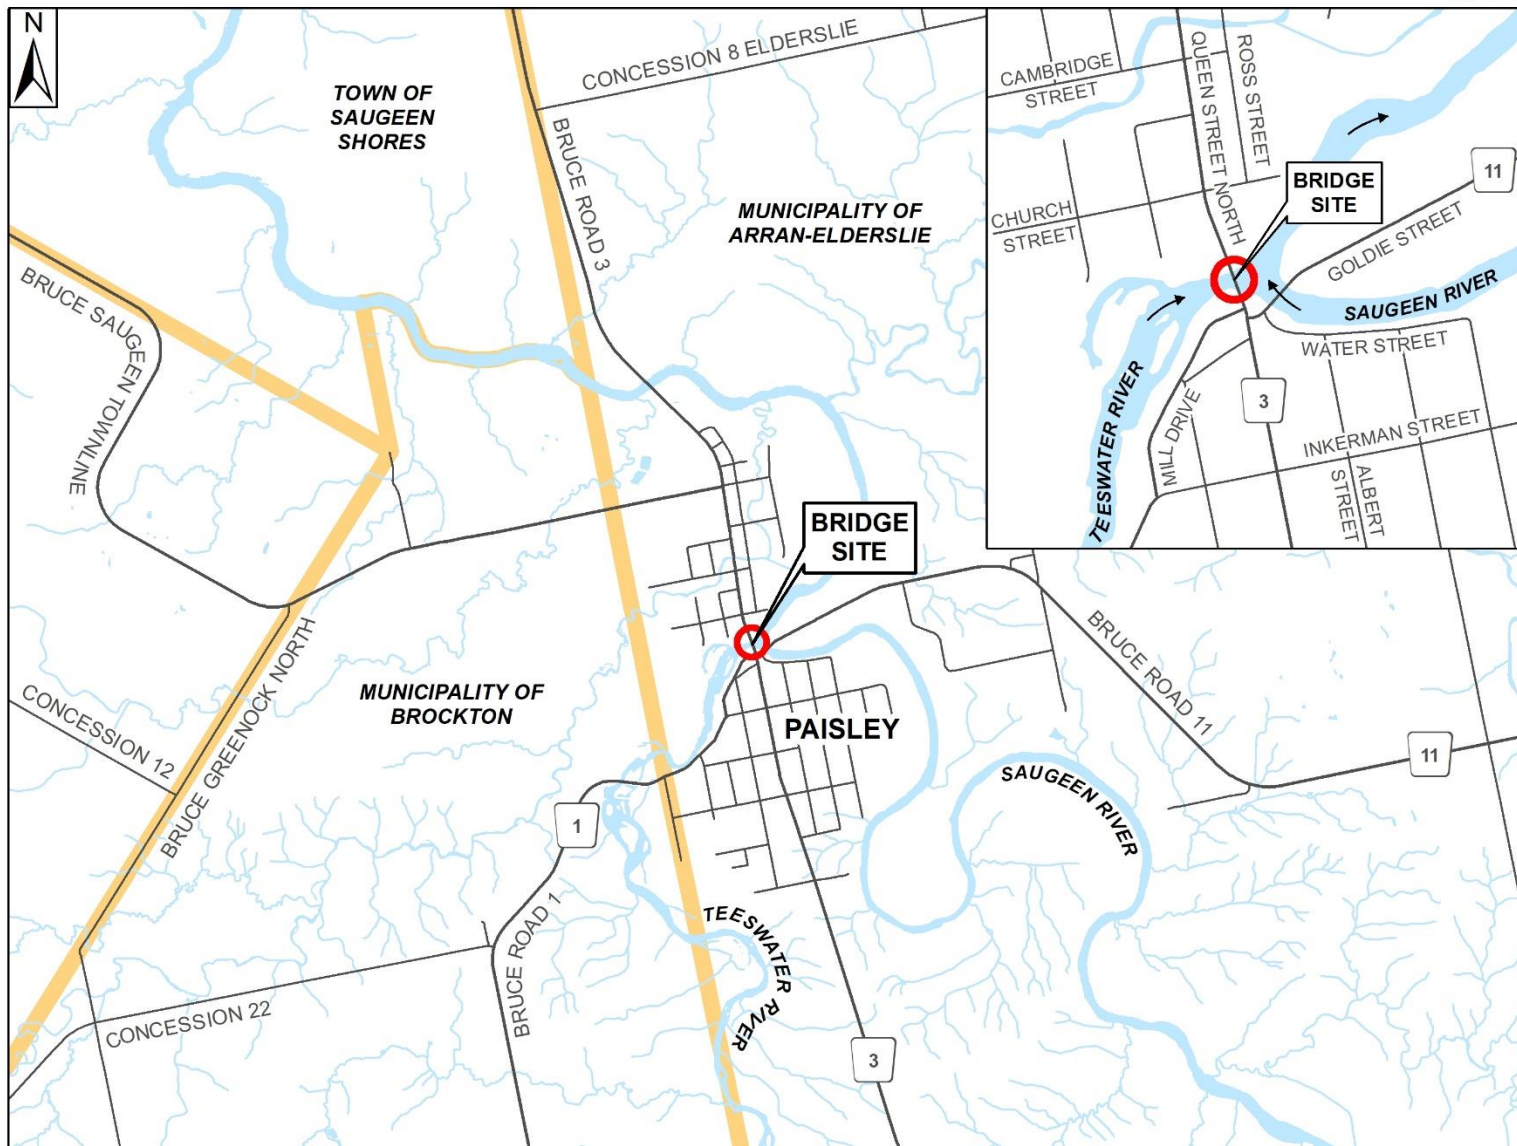 N
CONCESSION 8 ELDERSLIE
TOWN OF
SAUGEEN
SHORES
BRUCE ROAD 3
MUNICIPALITY OF
ARRAN-ELDERSLIE
BRUCE SAUGEEN TOWNLINE
BRIDGE
SITE
MUNICIPALITY OF
BROCKTON
BRUCE GREENOCK NORTH
CONCESSION 12
PAISLEY
BRUCE ROAD 11
11
SAUGEEN RIVER
1
BRUCE ROAD 1
TEESWATER RIVER
CONCESSION 22
3
CAMBRIDGE
STREET
QUEEN STREET NORTH
ROSS STREET
BRIDGE
SITE
11
CHURCH
STREET
GOLDIE STREET
SAUGEEN RIVER
WATER STREET
TEESWATER RIVER
MILL DRIVE
3
INKERMAN STREET
ALBERT
STREET